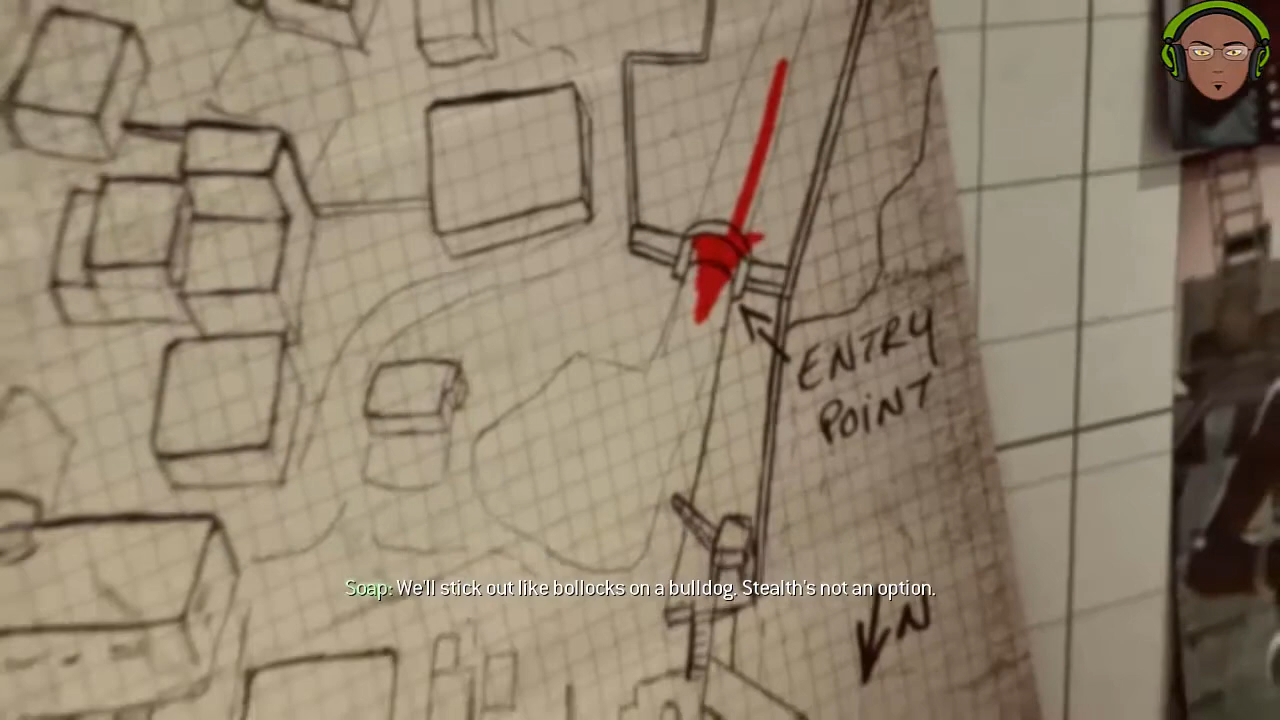 ENTRY
POINT
Soap: We'll stick out like bollocks on a bulldog. Stealth's not an option.
N